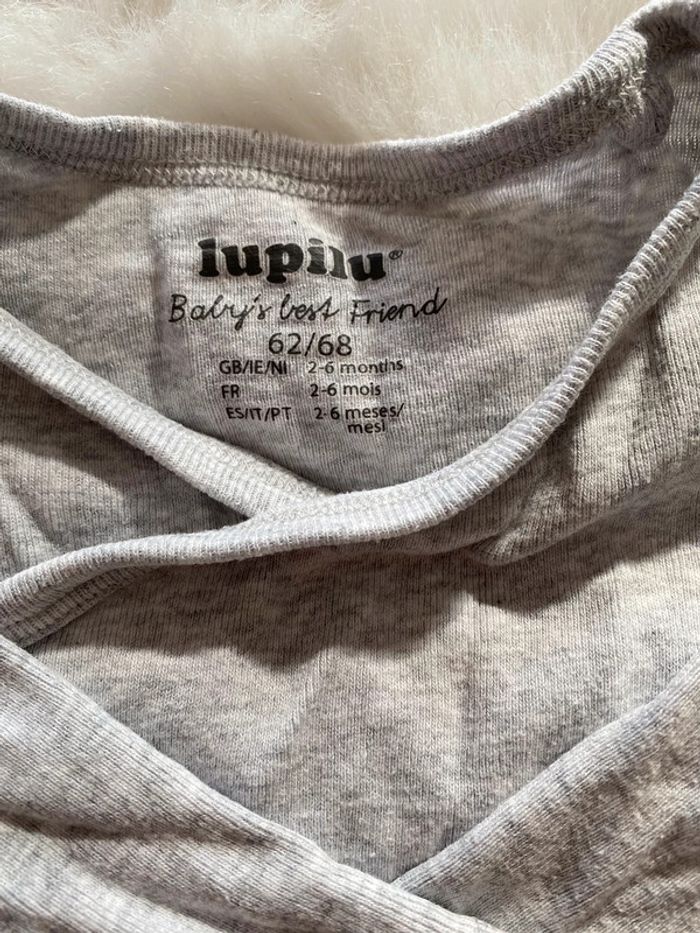 lupilu®
Baby's best Friend
62/68
GB/IE/NI 2-6 months
FR 2-6 mois
ES/IT/PT 2-6 meses/
mesi